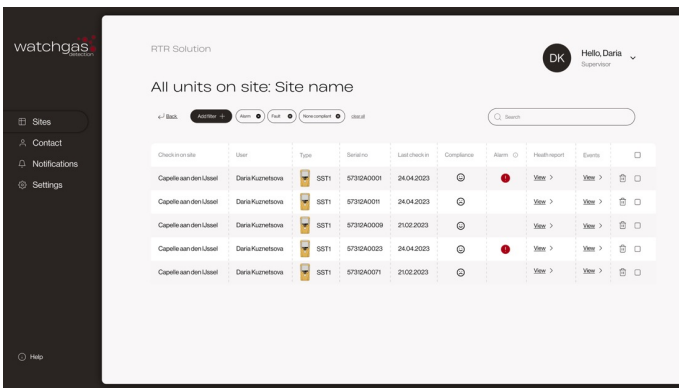 watchgas
detection
RTR Solution
DK
Hello, Daria
Supervisor
All units on site: Site name
Back
Add filter +
Alarm
Fault
None compliant
clear all
Search
Sites
Contact
Notifications
Settings
Help
Check in on site User Type Serial no Last check in Compliance Alarm Health report Events
Capelle aan den IJssel Daria Kuznetsova SST1 57312A0001 24.04.2023 View > View >
Capelle aan den IJssel Daria Kuznetsova SST1 57312A0011 24.04.2023 View > View >
Capelle aan den IJssel Daria Kuznetsova SST1 57312A0009 21.02.2023 View > View >
Capelle aan den IJssel Daria Kuznetsova SST1 57312A0023 24.04.2023 View > View >
Capelle aan den IJssel Daria Kuznetsova SST1 57312A0071 21.02.2023 View > View >